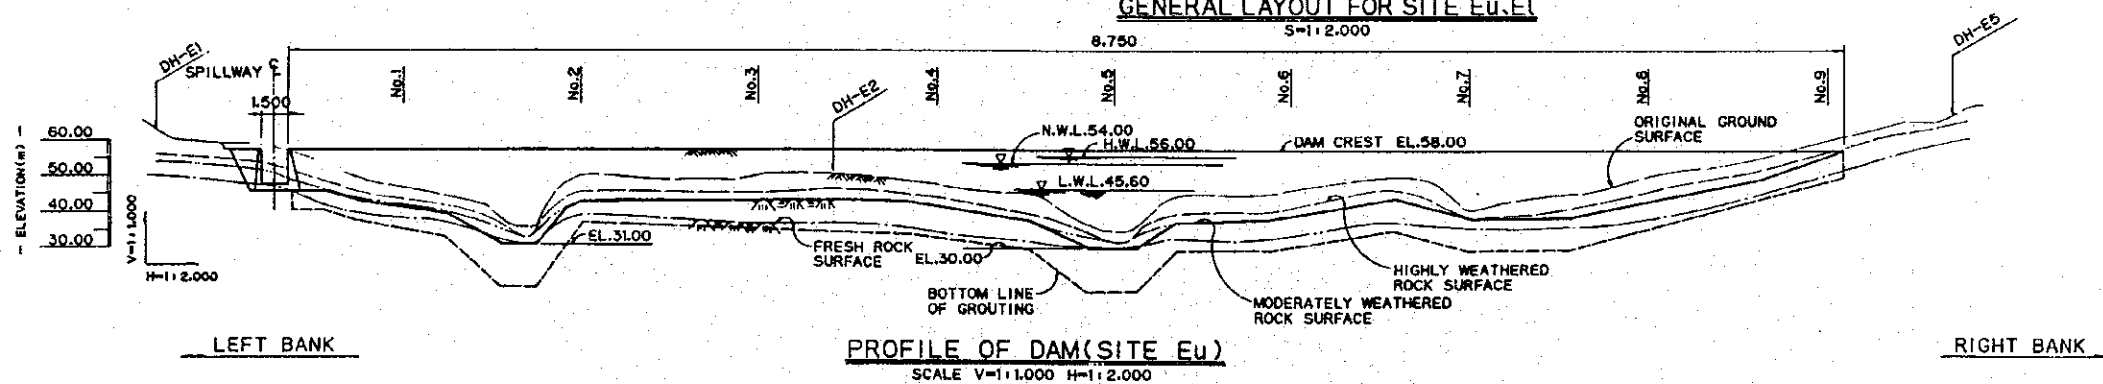 GENERAL LAYOUT FOR SITE Eu.El
S=1:2.000
8.750
DH-E1
SPILLWAY ℄
1.500
No.1
No.2
No.3
DH-E2
No.4
No.5
No.6
No.7
No.8
No.9
DH-E5
ORIGINAL GROUND
SURFACE
N.W.L.54.00
H.W.L.56.00
DAM CREST EL.58.00
L.W.L.45.60
- ELEVATION(m) -
60.00
50.00
40.00
30.00
V=1:1.000
H=1:2.000
EL.31.00
FRESH ROCK
SURFACE
EL.30.00
BOTTOM LINE
OF GROUTING
HIGHLY WEATHERED
ROCK SURFACE
MODERATELY WEATHERED
ROCK SURFACE
LEFT BANK
PROFILE OF DAM(SITE Eu)
SCALE V=1:1.000 H=1:2.000
RIGHT BANK